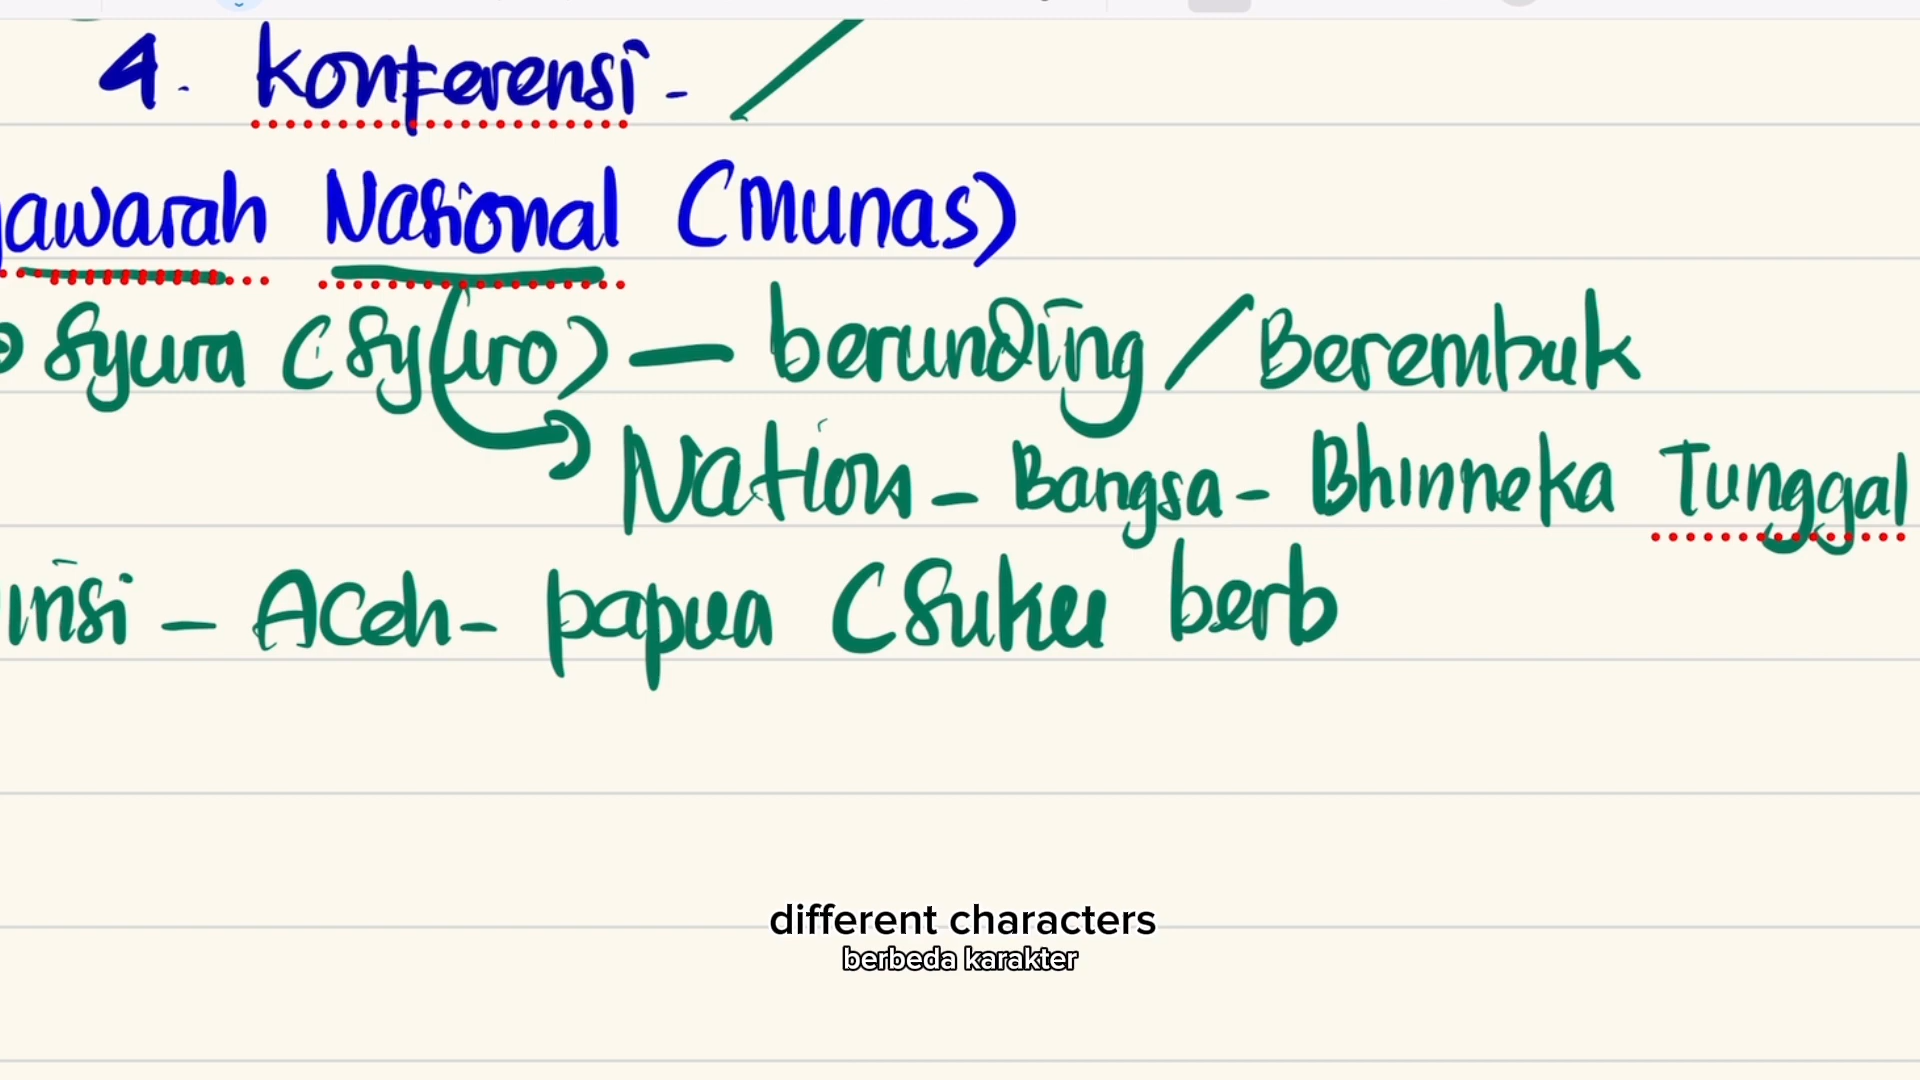 4. Konferensi -
awarah Nasional (Munas)
Syura (Syuro) — berunding / Berembuk
Nation - Bangsa - Bhinneka Tunggal
insi - Aceh - papua (Suku berb
different characters
berbeda karakter